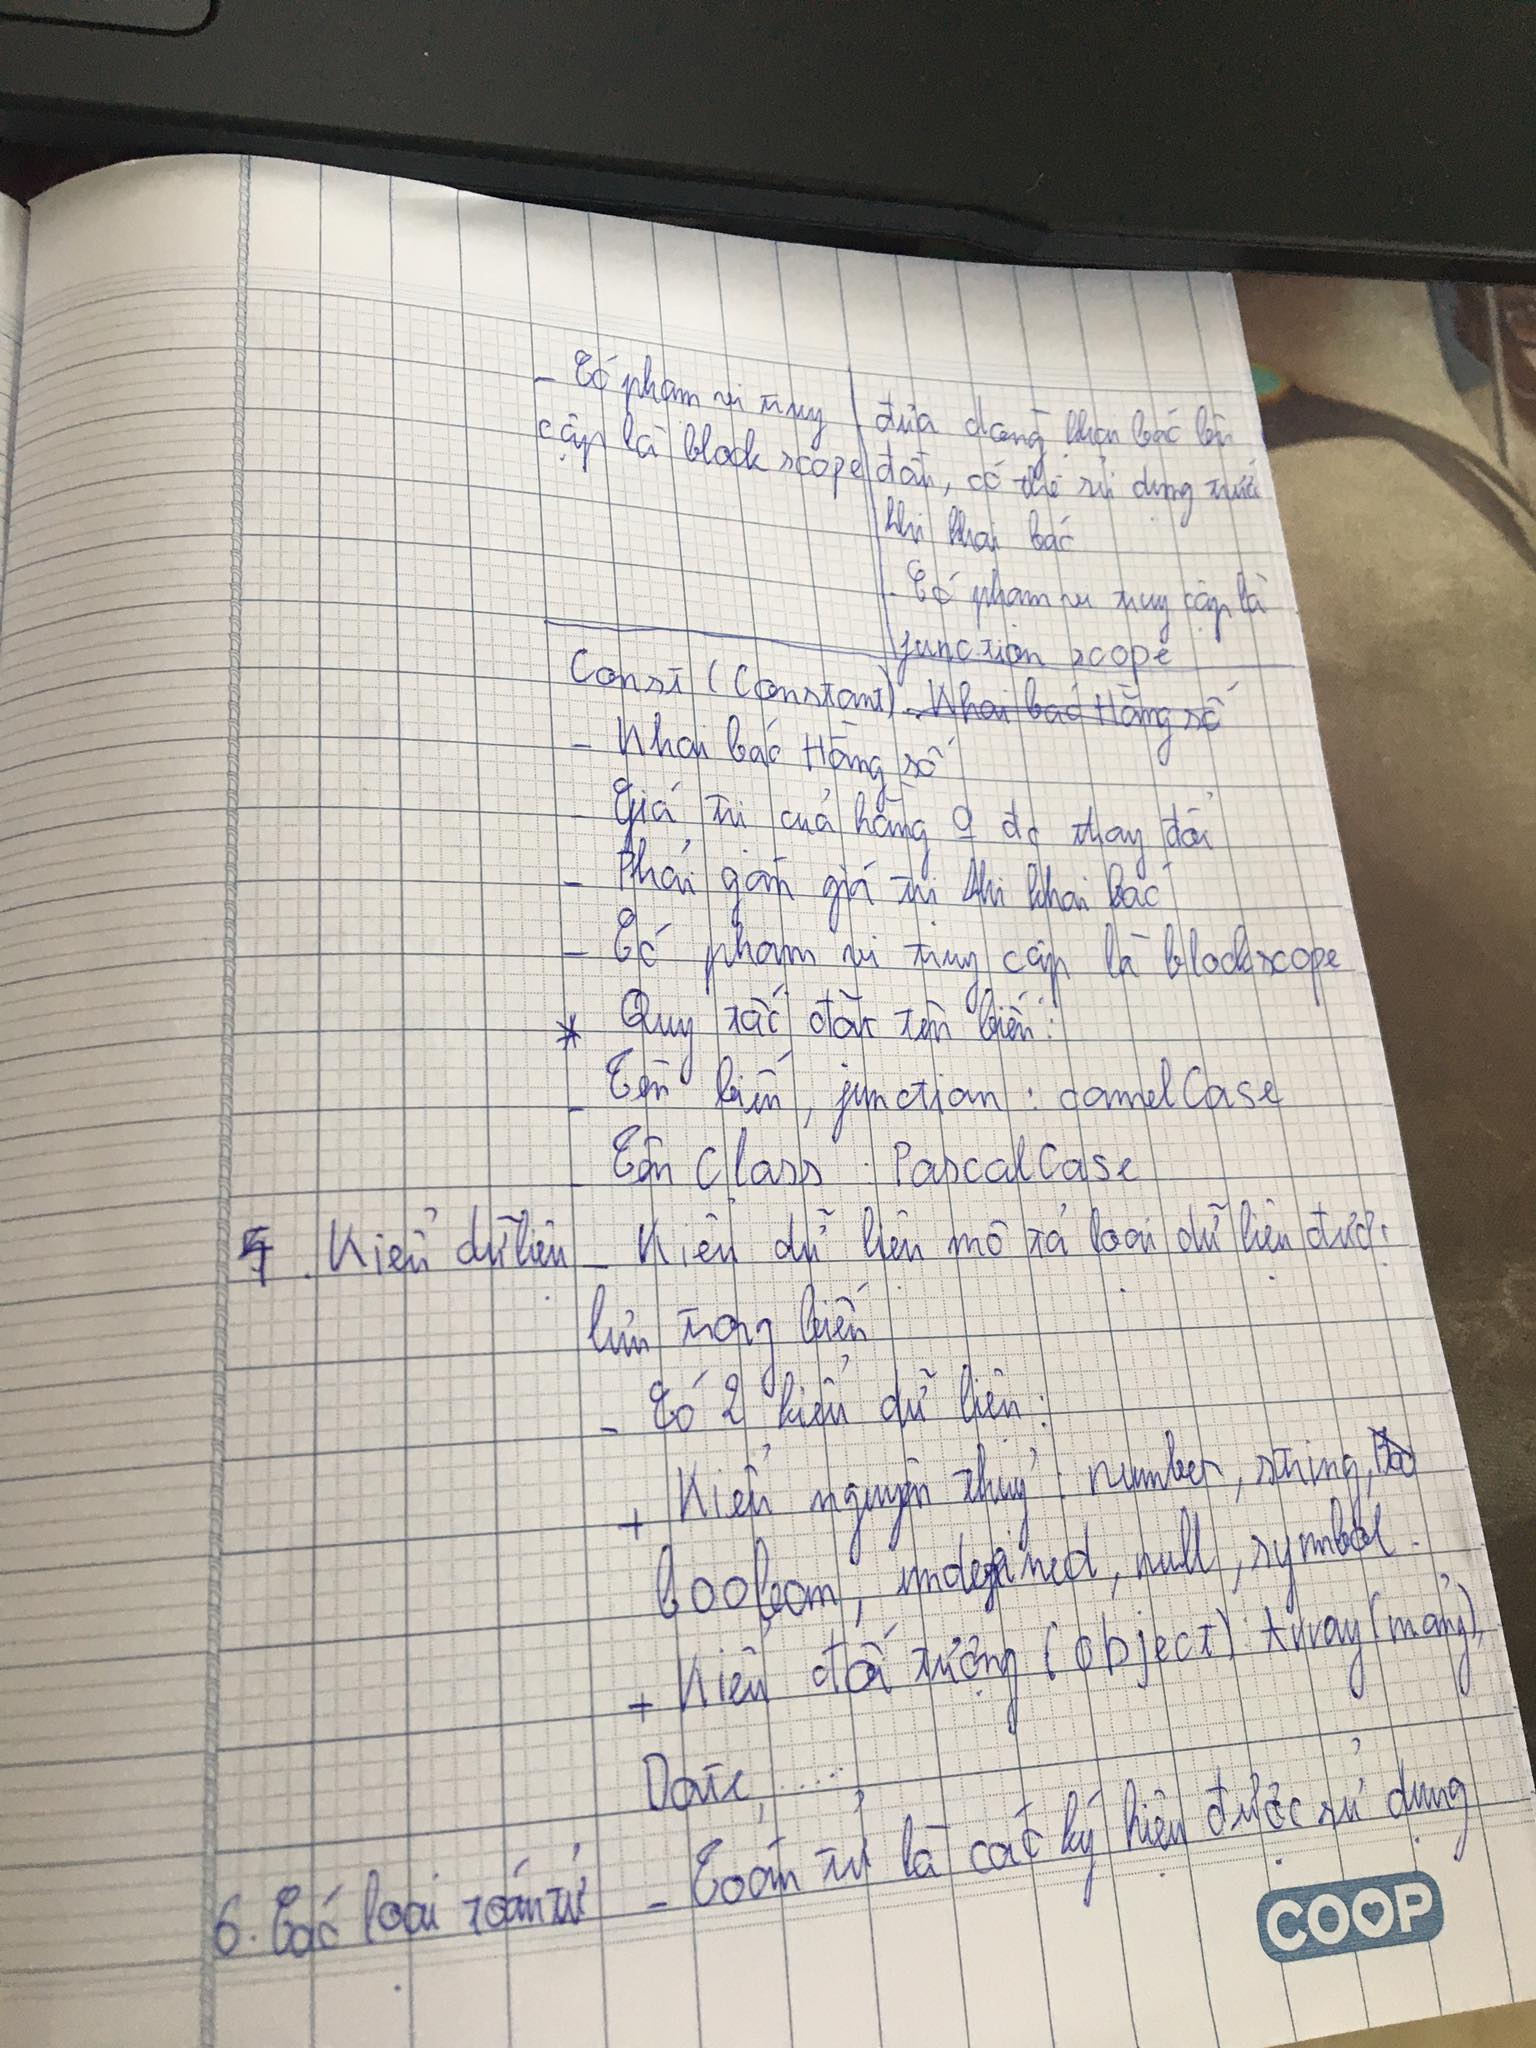 - Có phạm vi truy
cập là block scope
đưa dòng khai báo lên
đầu, có thể sử dụng trước
khi khai báo
- Có phạm vi truy cập là
function scope
Const (Constant) - Khai báo Hằng số
- Khai báo Hằng số
- Giá trị của hằng 0 đc thay đổi
- Phải gán giá trị khi khai báo
- Có phạm vi truy cập là block scope
* Quy tắc đặt tên biến:
- Tên biến, function: camelCase
- Tên Class: PascalCase
5. Kiểu dữ liệu - Kiểu dữ liệu mô tả loại dữ liệu được
lưu trong biến
- Có 2 kiểu dữ liệu:
+ Kiểu nguyên thuỷ: number, string,
boolean, undefined, null, symbol.
+ Kiểu đối tượng (object): Array (mảng),
Date, .....
6. Các loại toán tử - Toán tử là các ký hiệu được sử dụng
COOP